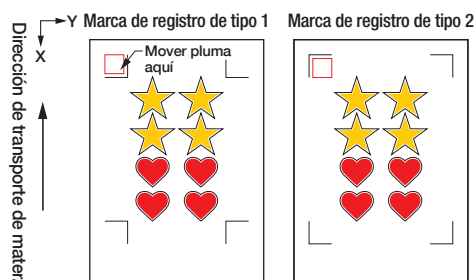 Y
X
Marca de registro de tipo 1
Marca de registro de tipo 2
Mover pluma
aquí
Dirección de transporte de